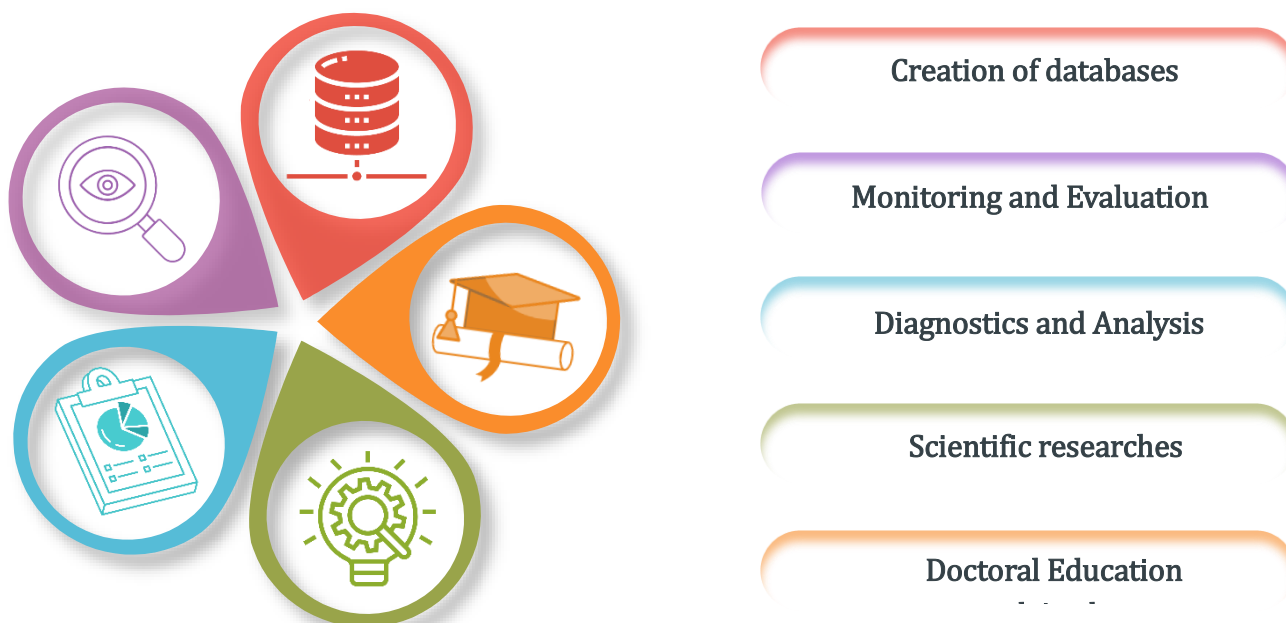 Creation of databases
Monitoring and Evaluation
Diagnostics and Analysis
Scientific researches
Doctoral Education